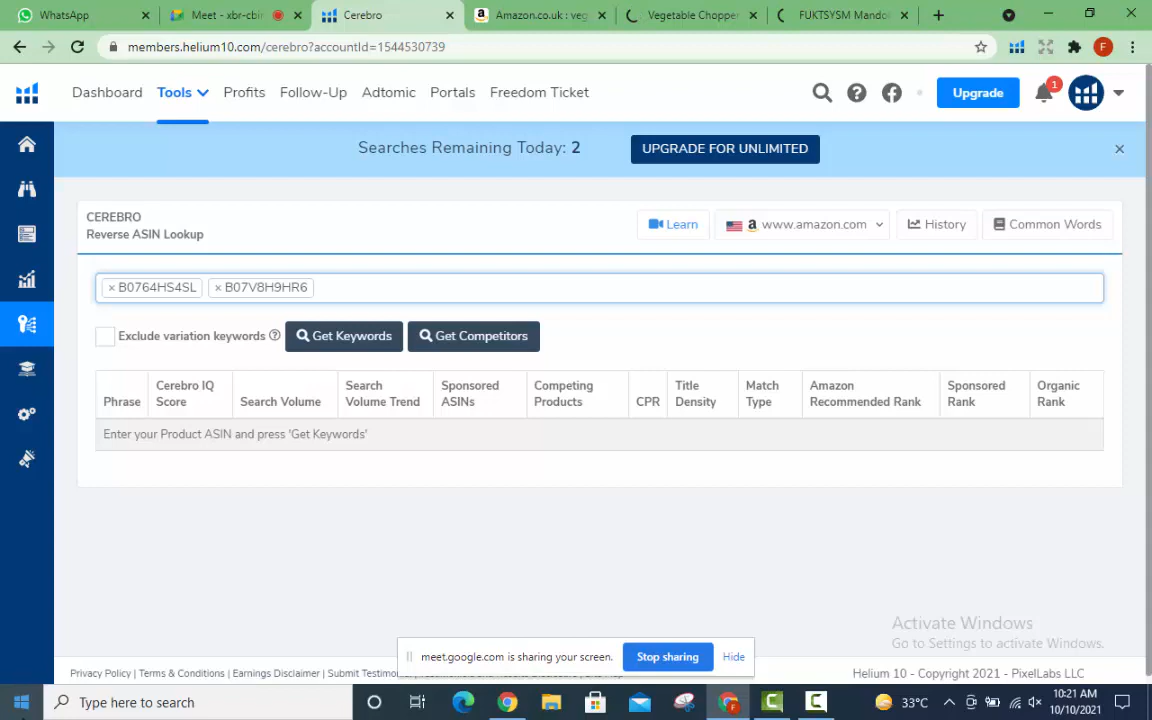 WhatsApp
Meet - xbr-cbir
Cerebro
Amazon.co.uk : veg
Vegetable Chopper
FUKTSYSM Mando
members.helium10.com/cerebro?accountId=1544530739
F
Dashboard
Tools
Profits
Follow-Up
Adtomic
Portals
Freedom Ticket
Upgrade
1
Searches Remaining Today: 2
UPGRADE FOR UNLIMITED
CEREBRO
Reverse ASIN Lookup
Learn
www.amazon.com
History
Common Words
× B0764HS4SL
× B07V8H9HR6
Exclude variation keywords
Get Keywords
Get Competitors
Phrase
Cerebro IQ Score
Search Volume
Search Volume Trend
Sponsored ASINs
Competing Products
CPR
Title Density
Match Type
Amazon Recommended Rank
Sponsored Rank
Organic Rank
Enter your Product ASIN and press 'Get Keywords'
Activate Windows
Go to Settings to activate Windows.
meet.google.com is sharing your screen.
Stop sharing
Hide
Privacy Policy | Terms & Conditions | Earnings Disclaimer | Submit Testimo
Helium 10 - Copyright 2021 - PixelLabs LLC
Type here to search
33°C
10:21 AM
10/10/2021